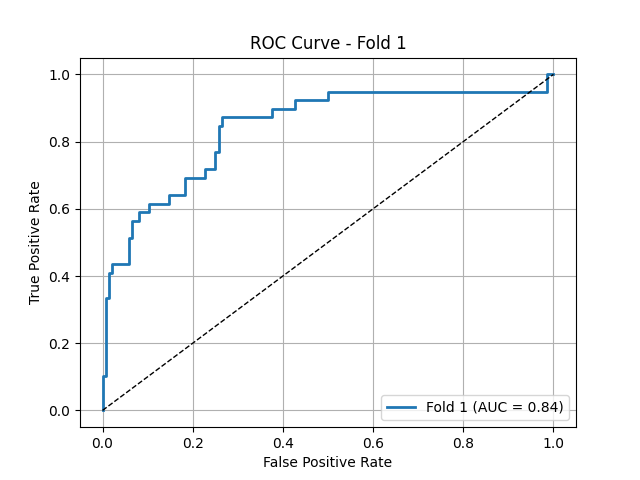 ROC Curve - Fold 1
1.0
0.8
0.6
0.4
0.2
0.0
True Positive Rate
Fold 1 (AUC = 0.84)
0.0 0.2 0.4 0.6 0.8 1.0
False Positive Rate